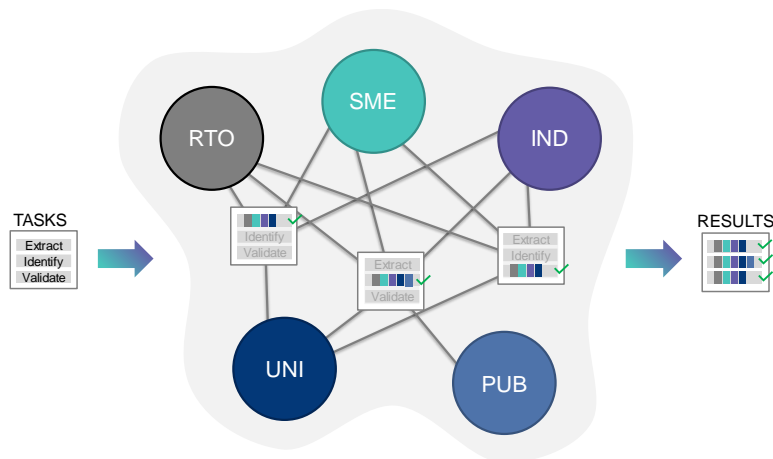 SME
RTO
IND
TASKS
Extract
Identify
Validate
Identify
Validate
Extract
Validate
Extract
Identify
RESULTS
UNI
PUB